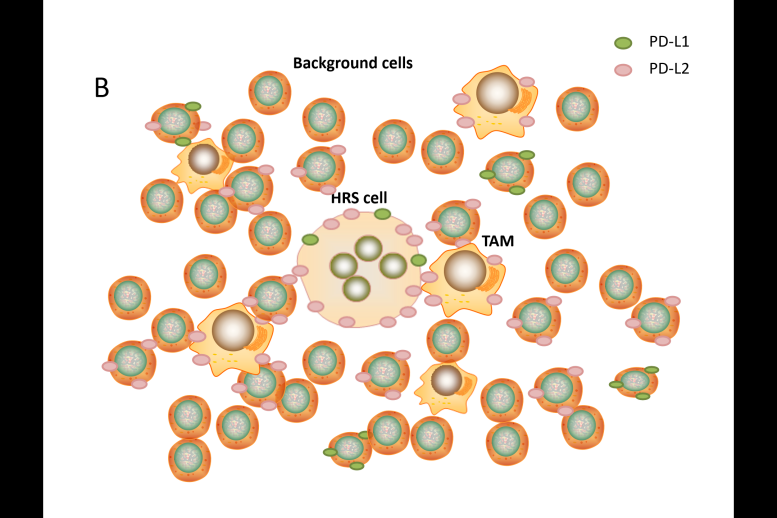 PD-L1
Background cells
PD-L2
B
HRS cell
TAM